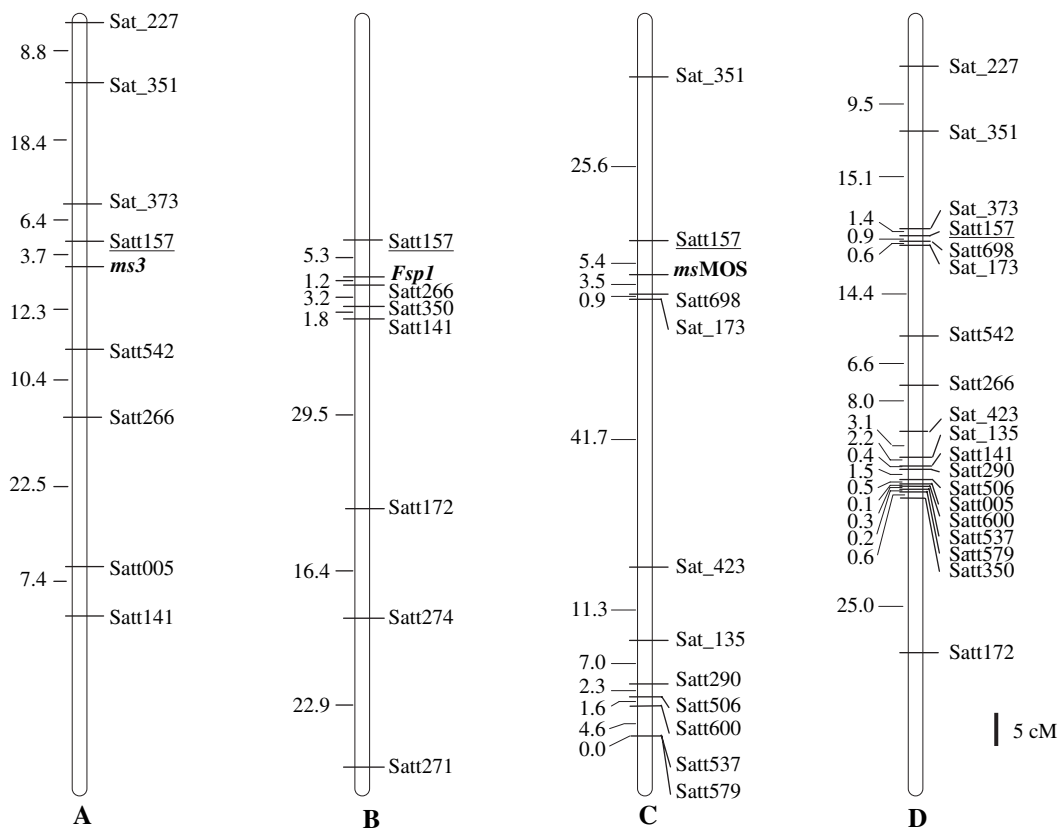 Sat_227
8.8
Sat_351
18.4
Sat_373
6.4
Satt157
3.7
ms3
12.3
Satt542
10.4
Satt266
22.5
Satt005
7.4
Satt141
A
Satt157
5.3
Fsp1
1.2
Satt266
3.2
Satt350
1.8
Satt141
29.5
Satt172
16.4
Satt274
22.9
Satt271
B
Sat_351
25.6
Satt157
5.4
msMOS
3.5
Satt698
0.9
Sat_173
41.7
Sat_423
11.3
Sat_135
7.0
Satt290
2.3
Satt506
1.6
Satt600
4.6
0.0
Satt537
Satt579
C
Sat_227
9.5
Sat_351
15.1
Sat_373
1.4
Satt157
0.9
Satt698
0.6
Sat_173
14.4
Satt542
6.6
Satt266
8.0
Sat_423
3.1
Sat_135
2.2
Satt141
0.4
Satt290
1.5
Satt506
0.5
Satt005
0.1
Satt600
0.3
Satt537
0.2
Satt579
0.6
Satt350
25.0
Satt172
D
5 cM